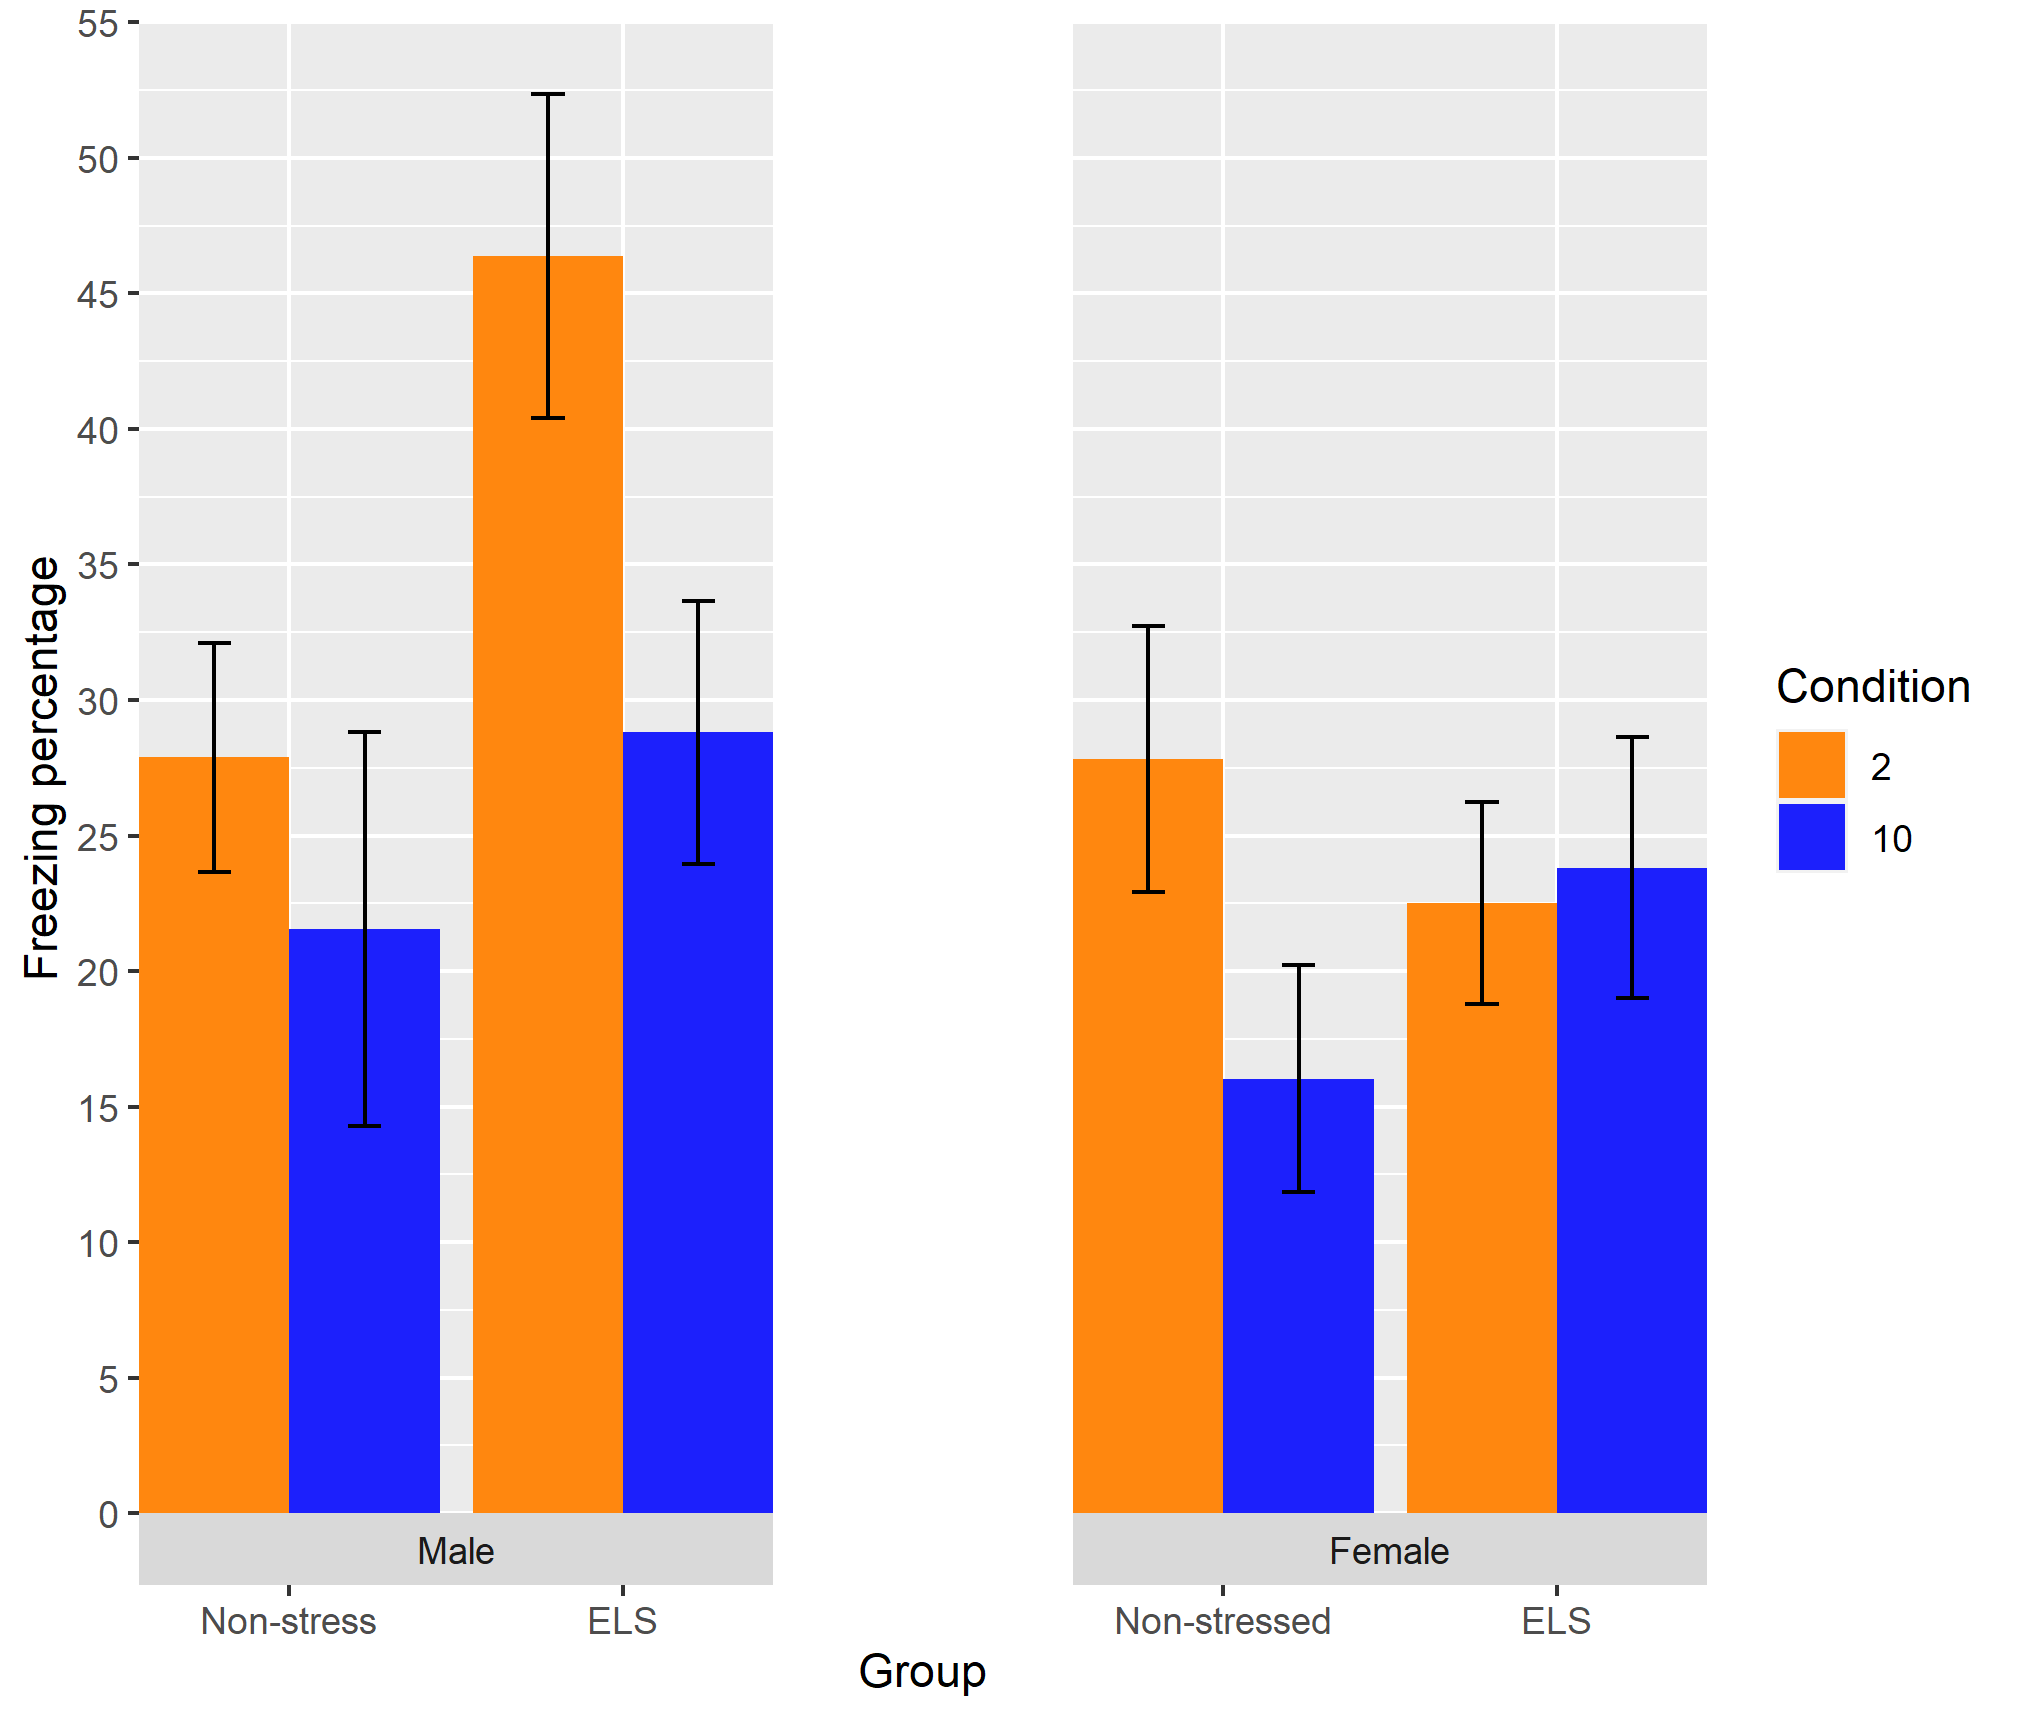 55
50
45
40
35
30
25
20
15
10
5
0
Freezing percentage
Male
Female
Non-stress
ELS
Non-stressed
ELS
Group
Condition
2
10